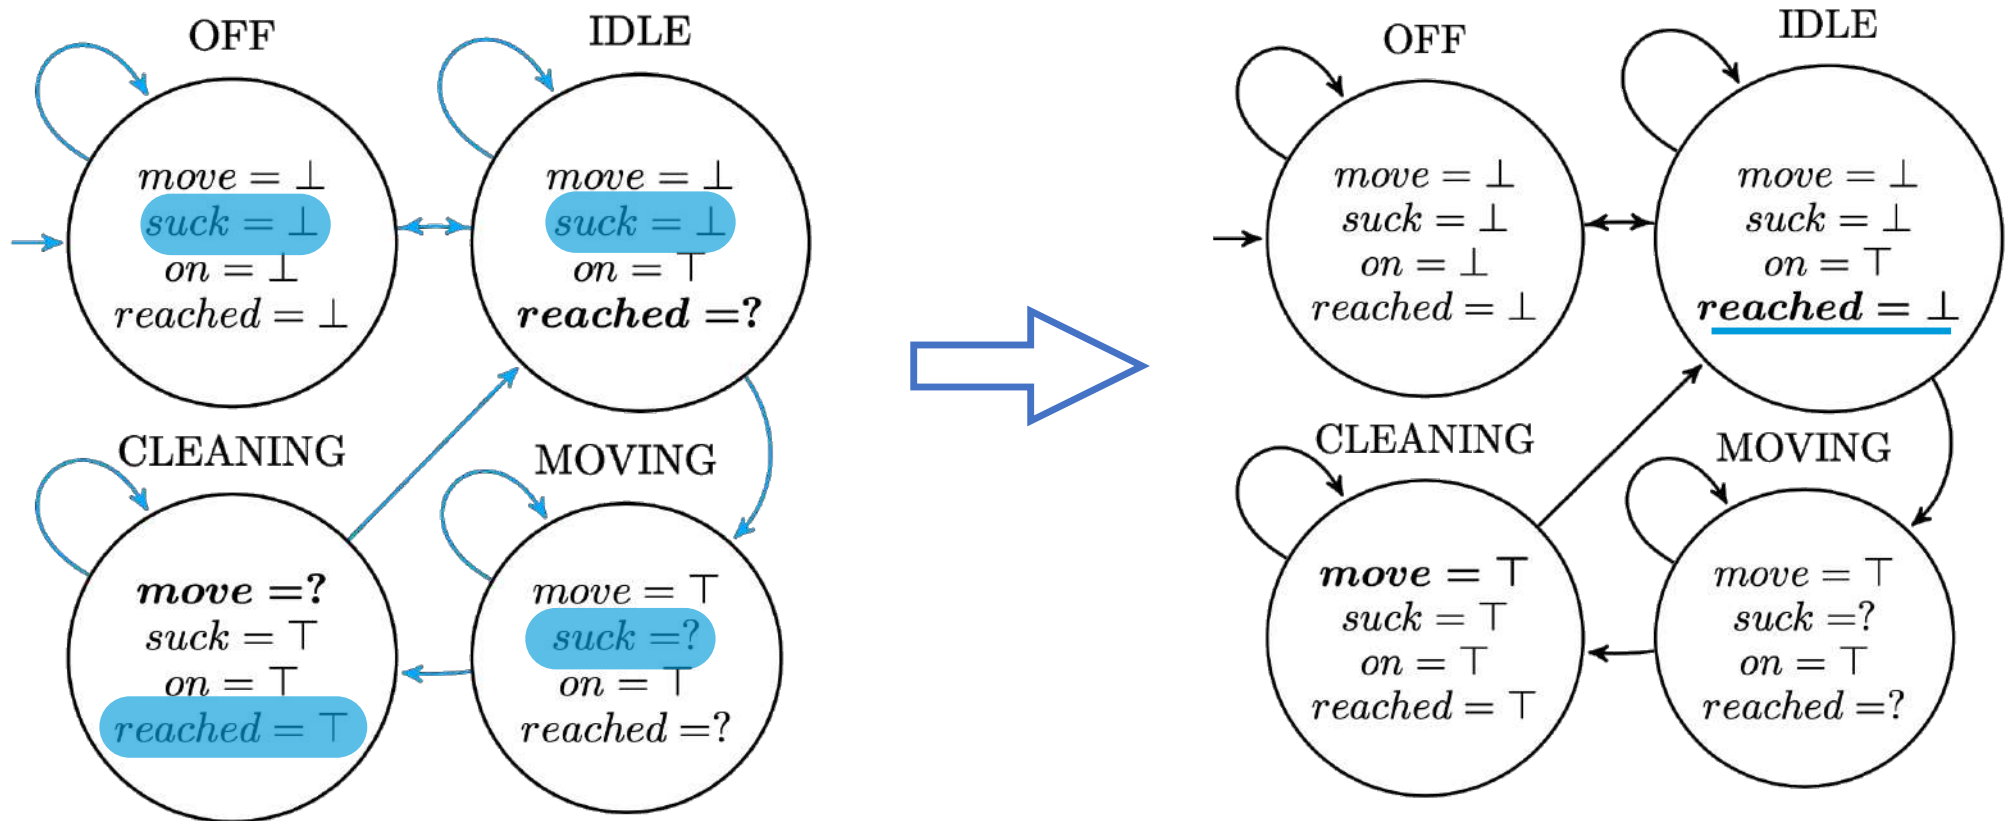 OFF
move = ⊥
suck = ⊥
on = ⊥
reached = ⊥
IDLE
move = ⊥
suck = ⊥
on = ⊤
reached =?
CLEANING
move =?
suck = ⊤
on = ⊤
reached = ⊤
MOVING
move = ⊤
suck =?
on = ⊤
reached =?
OFF
move = ⊥
suck = ⊥
on = ⊥
reached = ⊥
IDLE
move = ⊥
suck = ⊥
on = ⊤
reached = ⊥
CLEANING
move = ⊤
suck = ⊤
on = ⊤
reached = ⊤
MOVING
move = ⊤
suck =?
on = ⊤
reached =?